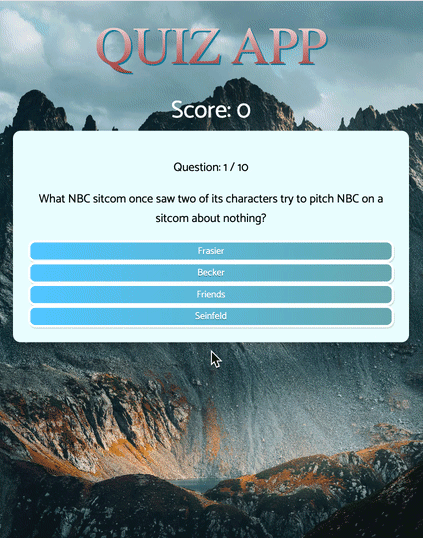 QUIZ APP
Score: 0
Question: 1 / 10
What NBC sitcom once saw two of its characters try to pitch NBC on a
sitcom about nothing?
Frasier
Becker
Friends
Seinfeld